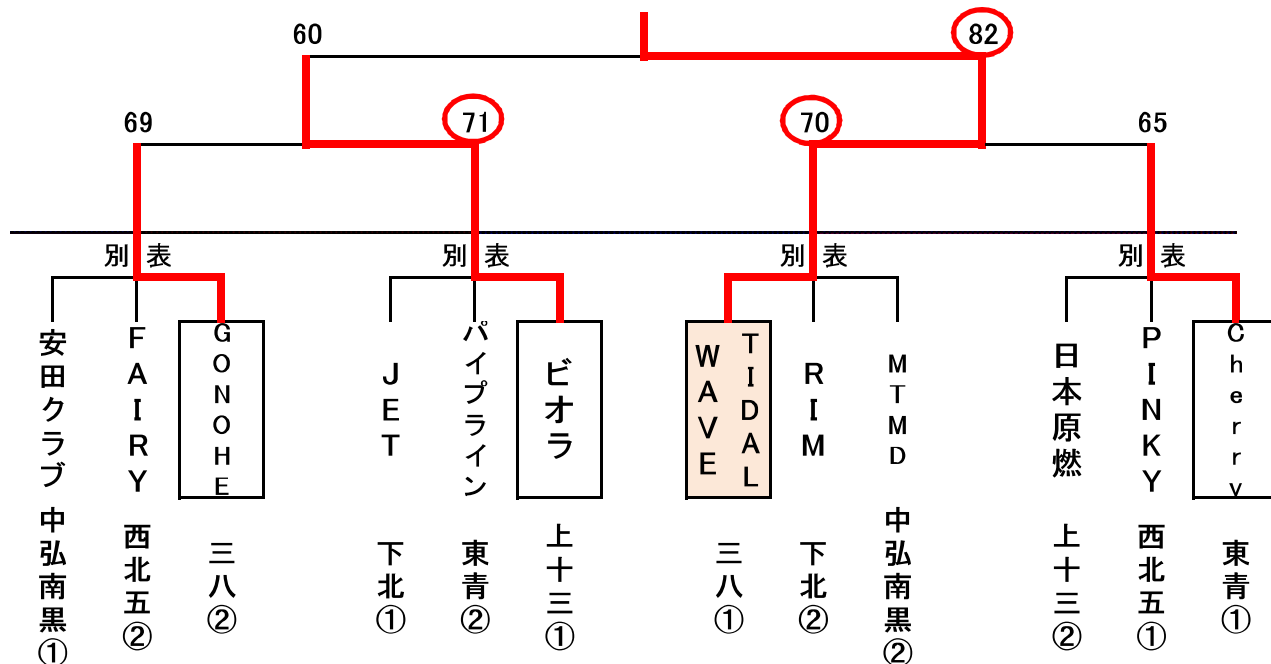 60
82
69
71
70
65
別表
別表
別表
別表
安田クラブ
FAIRY
GONOHE
JET
パイプライン
ビオラ
TIDAL
WAVE
RIM
MTMD
日本原燃
PINKY
Cherry
中弘南黒①
西北五②
三八②
下北①
東青②
上十三①
三八①
下北②
中弘南黒②
上十三②
西北五①
東青①